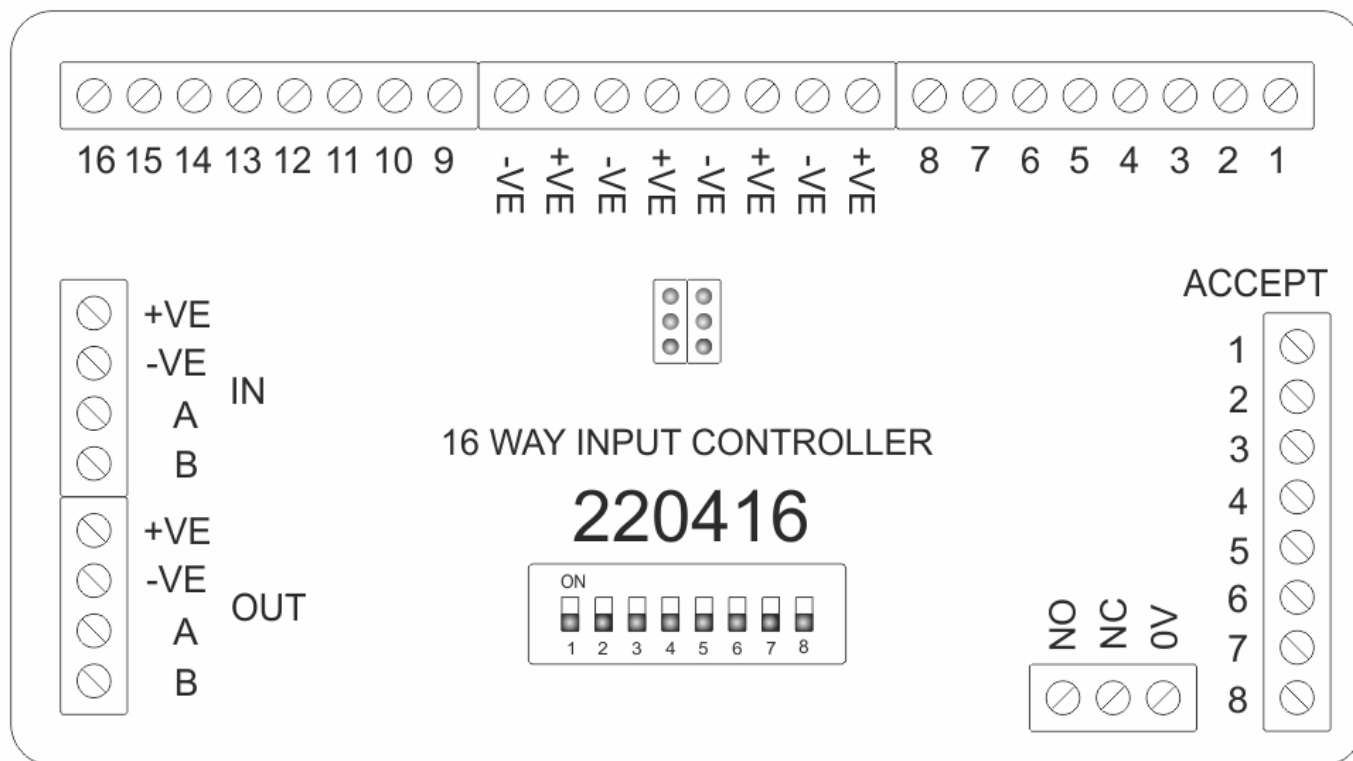 16 15 14 13 12 11 10 9 -VE +VE -VE +VE -VE +VE -VE +VE 8 7 6 5 4 3 2 1
+VE
-VE
A
B
IN
+VE
-VE
A
B
OUT
16 WAY INPUT CONTROLLER
220416
ON
1 2 3 4 5 6 7 8
ACCEPT
1
2
3
4
5
6
7
8
NO NC 0V